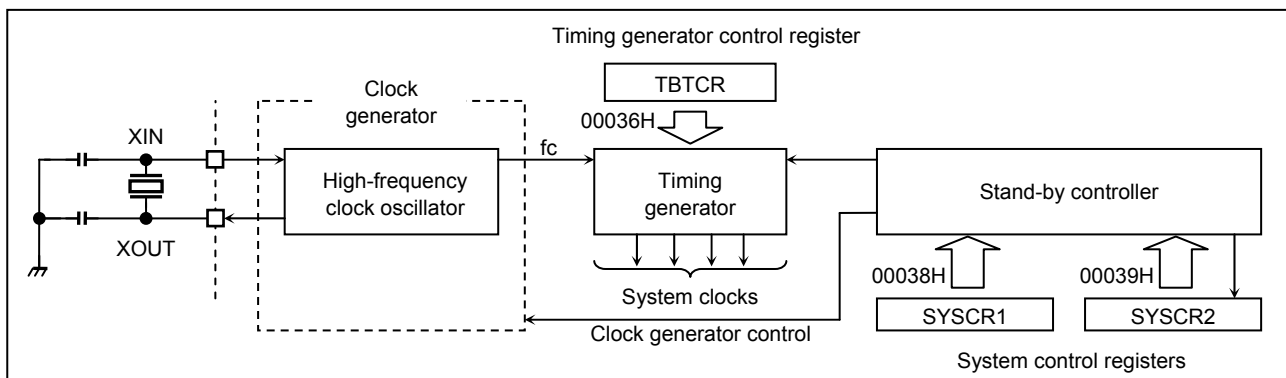 Timing generator control register
TBTCR
00036H
Clock
generator
XIN
XOUT
High-frequency
clock oscillator
fc
Timing
generator
Stand-by controller
System clocks
Clock generator control
00038H
SYSCR1
00039H
SYSCR2
System control registers